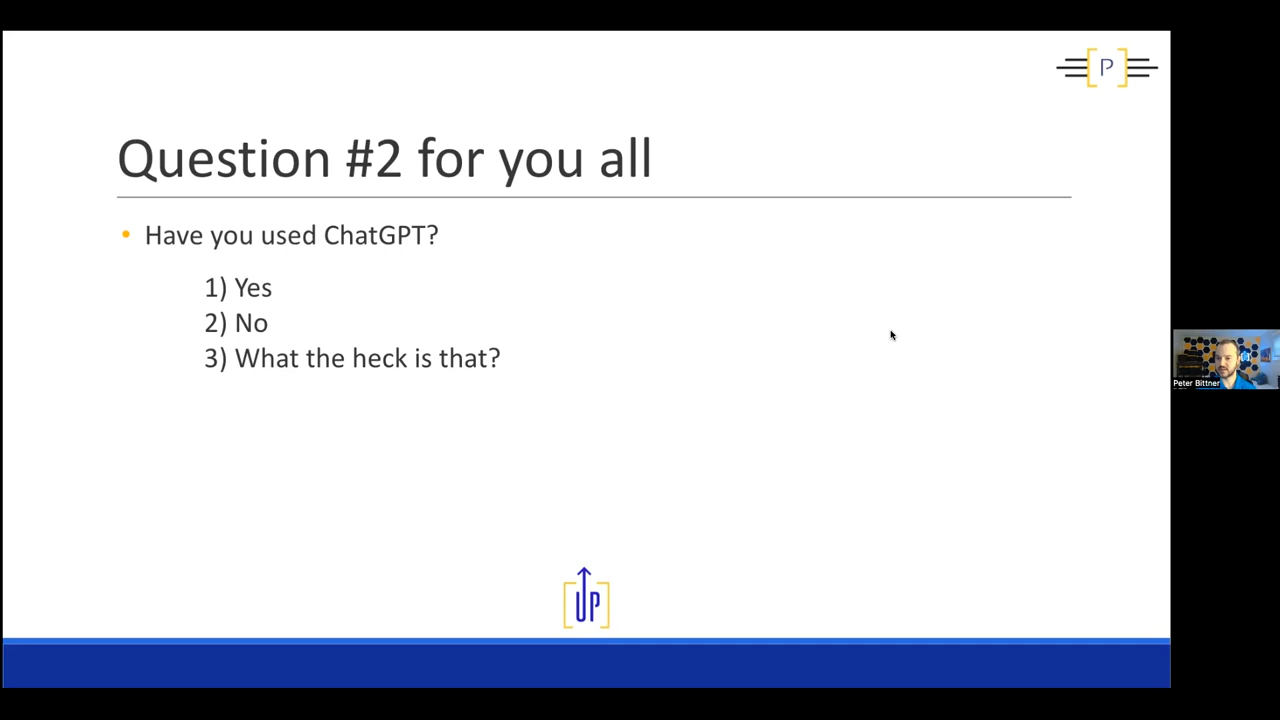 P
Question #2 for you all
• Have you used ChatGPT?
1) Yes
2) No
3) What the heck is that?
Peter Bittner
UP